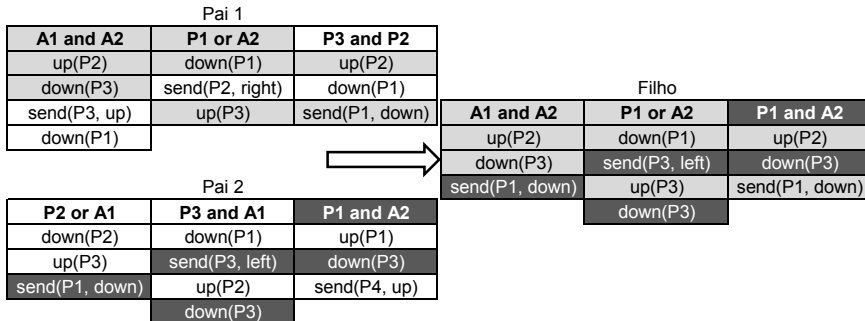 Pai 1
A1 and A2 P1 or A2 P3 and P2
up(P2) down(P1) up(P2)
down(P3) send(P2, right) down(P1)
send(P3, up) up(P3) send(P1, down)
down(P1)
Pai 2
P2 or A1 P3 and A1 P1 and A2
down(P2) down(P1) up(P1)
up(P3) send(P3, left) down(P3)
send(P1, down) up(P2) send(P4, up)
down(P3)
Filho
A1 and A2 P1 or A2 P1 and A2
up(P2) down(P1) up(P2)
down(P3) send(P3, left) down(P3)
send(P1, down) up(P3) send(P1, down)
down(P3)